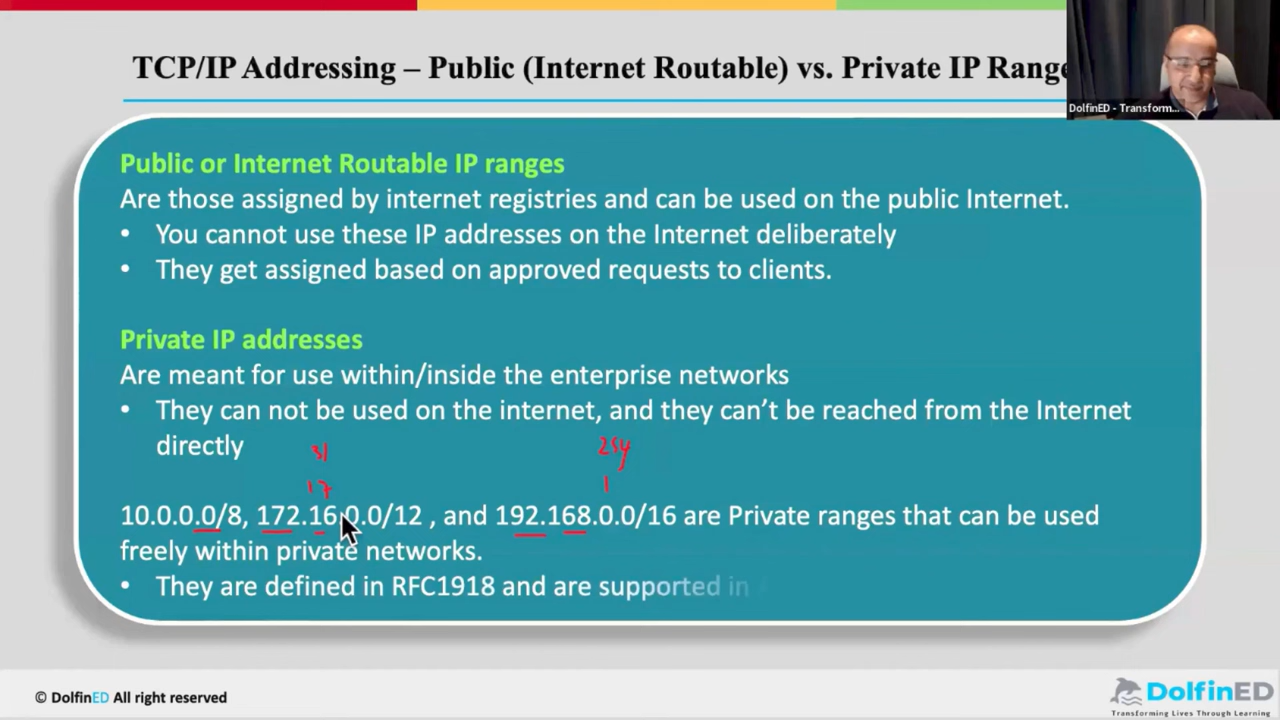 TCP/IP Addressing – Public (Internet Routable) vs. Private IP Range
DolfinED - Transform...
Public or Internet Routable IP ranges
Are those assigned by internet registries and can be used on the public Internet.
• You cannot use these IP addresses on the Internet deliberately
• They get assigned based on approved requests to clients.
Private IP addresses
Are meant for use within/inside the enterprise networks
• They can not be used on the internet, and they can't be reached from the Internet
directly
31 254
17 1
10.0.0.0/8, 172.16.0.0/12 , and 192.168.0.0/16 are Private ranges that can be used
freely within private networks.
• They are defined in RFC1918 and are supported in
© DolfinED All right reserved
DolfinED
Transforming Lives Through Learning